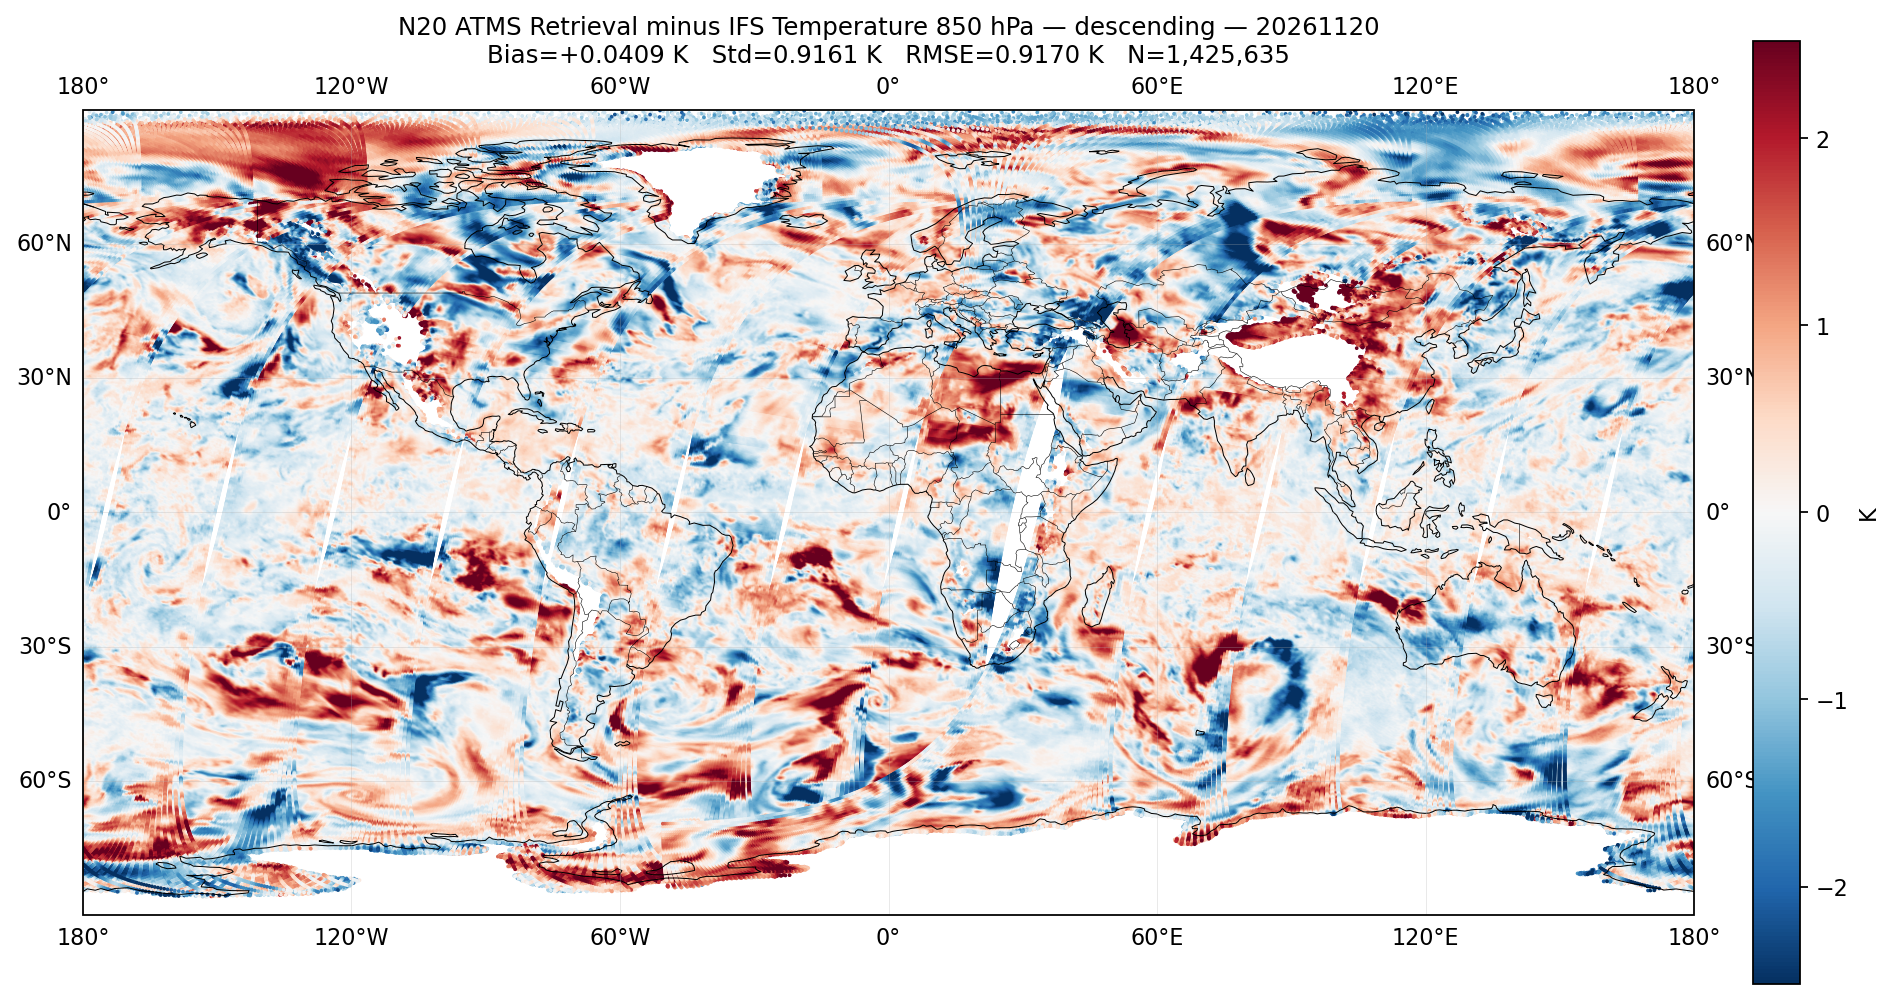 N20 ATMS Retrieval minus IFS Temperature 850 hPa — descending — 20261120
Bias=+0.0409 K   Std=0.9161 K   RMSE=0.9170 K   N=1,425,635
180° 120°W 60°W 0° 60°E 120°E 180°
60°N 60°N
30°N 30°N
0° 0°
30°S 30°S
60°S 60°S
180° 120°W 60°W 0° 60°E 120°E 180°
2
1
0
−1
−2
K